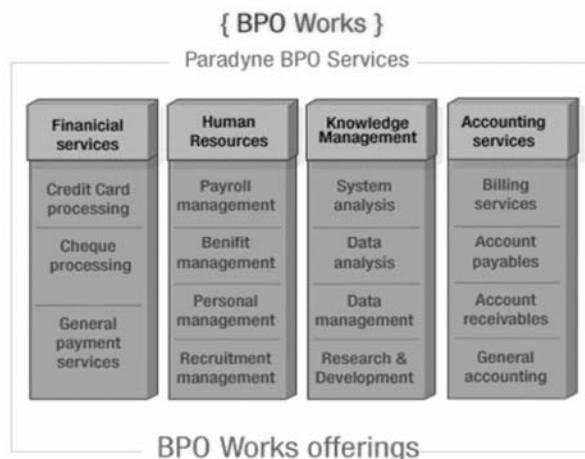 { BPO Works }
Paradyne BPO Services
Finanicial
services
Credit Card
processing
Cheque
processing
General
payment
services
Human
Resources
Payroll
management
Benifit
management
Personal
management
Recruitment
management
Knowledge
Management
System
analysis
Data
analysis
Data
management
Research &
Development
Accounting
services
Billing
services
Account
payables
Account
receivables
General
accounting
BPO Works offerings